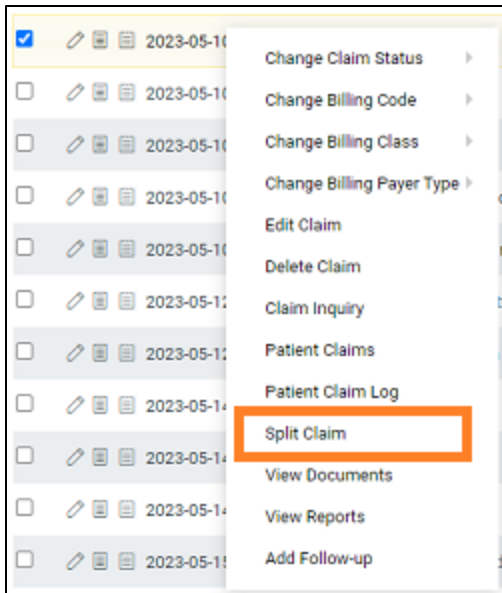 2023-05-10
Change Claim Status
2023-05-10
Change Billing Code
2023-05-10
Change Billing Class
2023-05-10
Change Billing Payer Type
Edit Claim
2023-05-10
Delete Claim
2023-05-12
Claim Inquiry
2023-05-12
Patient Claims
2023-05-14
Patient Claim Log
Split Claim
2023-05-14
View Documents
2023-05-14
View Reports
2023-05-15
Add Follow-up